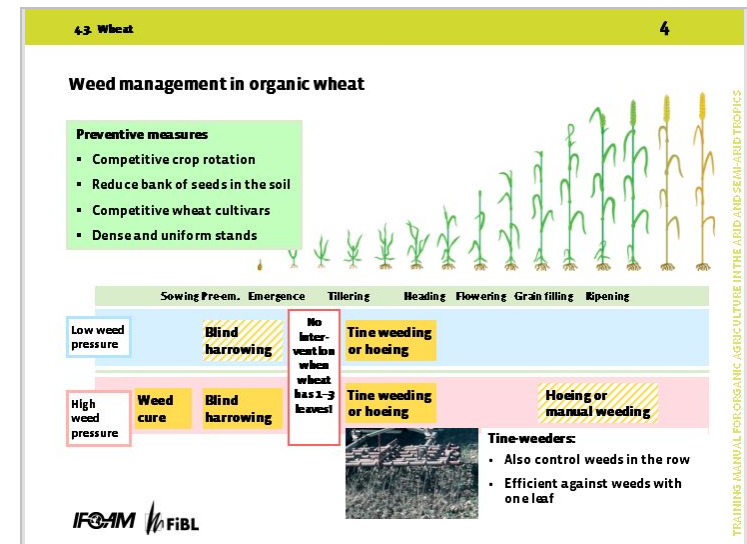 4.3. Wheat
4
Weed management in organic wheat
Preventive measures
▪ Competitive crop rotation
▪ Reduce bank of seeds in the soil
▪ Competitive wheat cultivars
▪ Dense and uniform stands
Sowing Pre-em. Emergence Tillering Heading Flowering Grain filling Ripening
Low weed
pressure
Blind
harrowing
No
Inter-
vention
when
wheat
has 1–3
leaves!
Tine weeding
or hoeing
High
weed
pressure
Weed
cure
Blind
harrowing
Tine weeding
or hoeing
Hoeing or
manual weeding
Tine-weeders:
▪ Also control weeds in the row
▪ Efficient against weeds with
one leaf
IFOAM FiBL
TRAINING MANUAL FOR ORGANIC AGRICULTURE IN THE ARID AND SEMI-ARID TROPICS